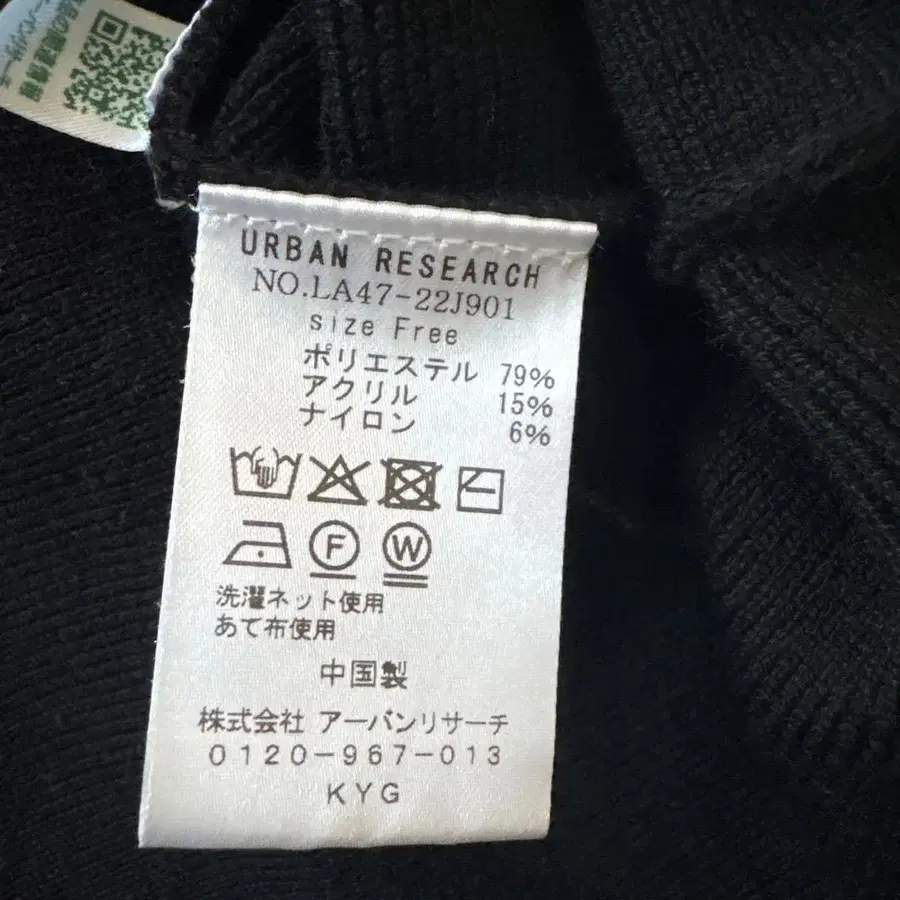 URBAN RESEARCH
NO.LA47-22J901
size Free
ポリエステル 79%
アクリル 15%
ナイロン 6%
F W
洗濯ネット使用
あて布使用
中国製
株式会社 アーバンリサーチ
0120-967-013
KYG